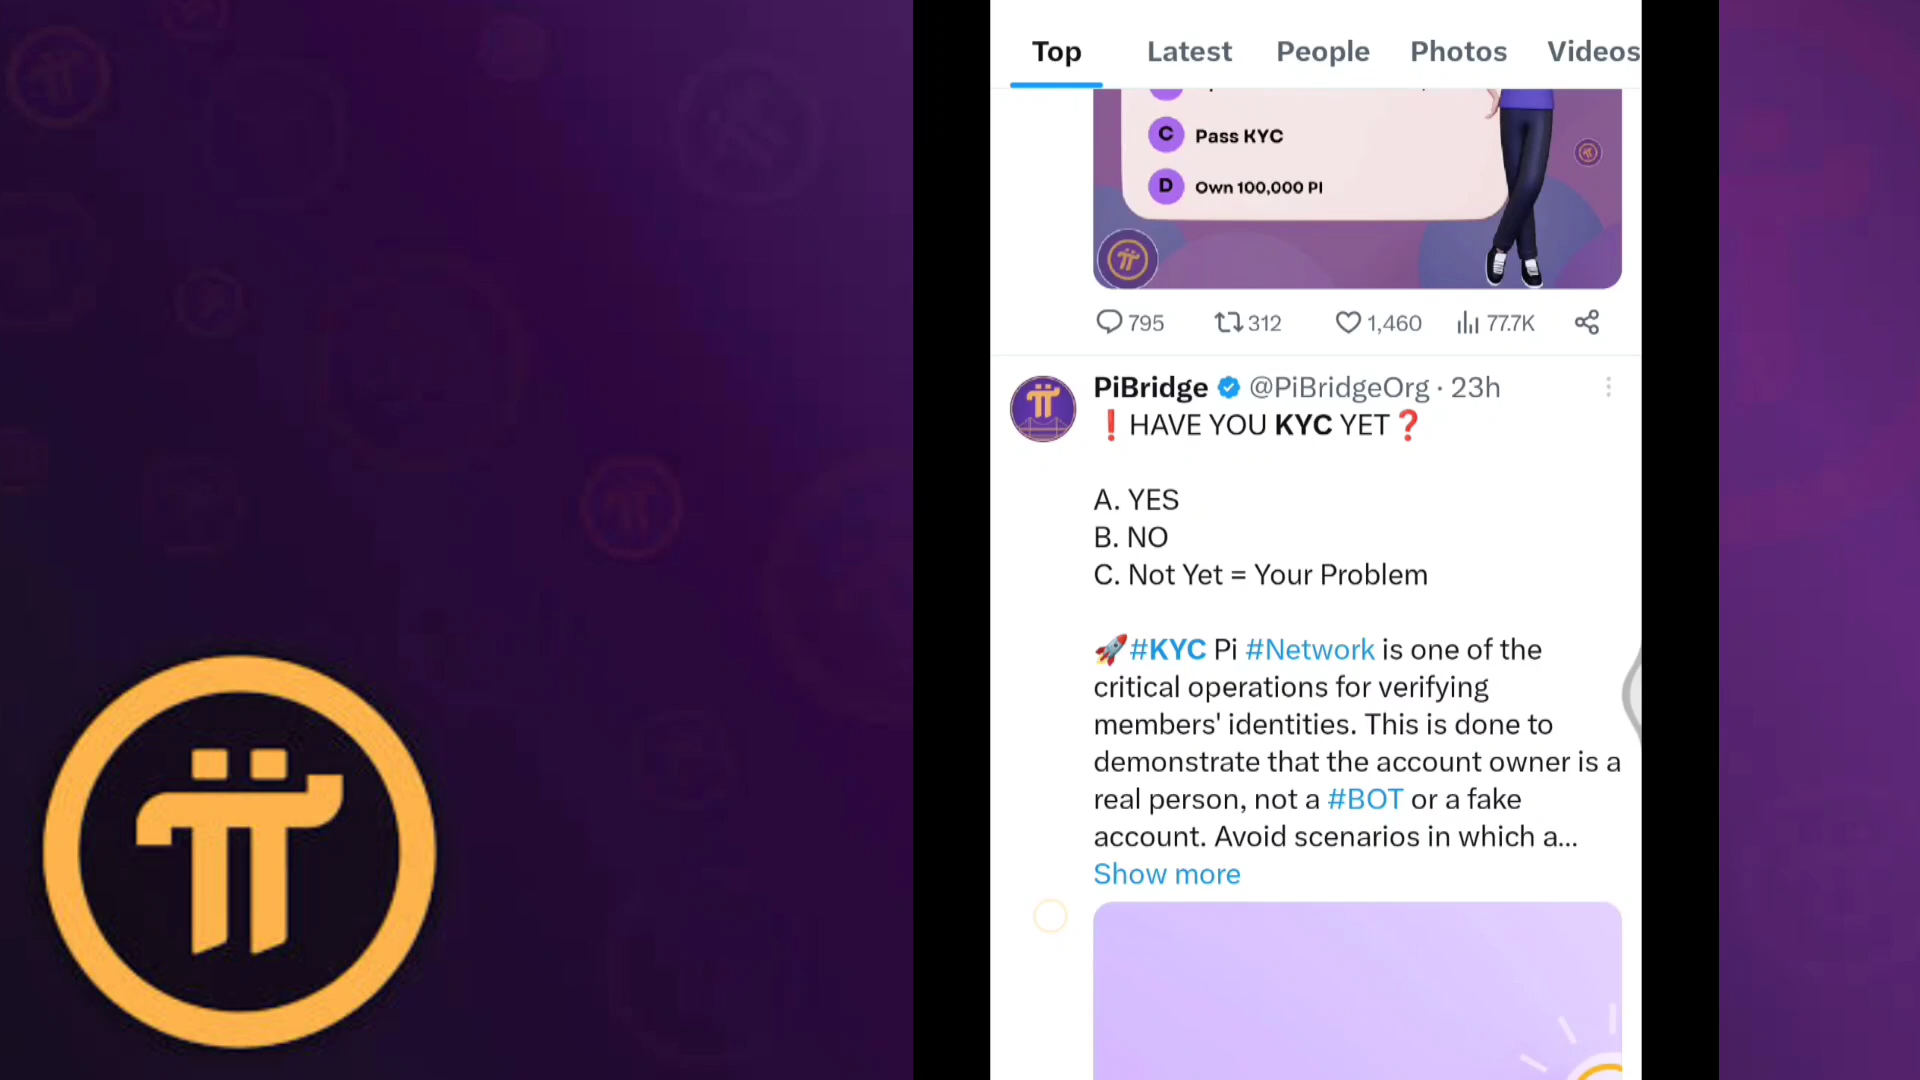 Top Latest People Photos Videos
C Pass KYC
D Own 100,000 PI
795 312 1,460 77.7K
PiBridge @PiBridgeOrg · 23h
❗HAVE YOU KYC YET❓
A. YES
B. NO
C. Not Yet = Your Problem
🚀#KYC Pi #Network is one of the
critical operations for verifying
members' identities. This is done to
demonstrate that the account owner is a
real person, not a #BOT or a fake
account. Avoid scenarios in which a...
Show more